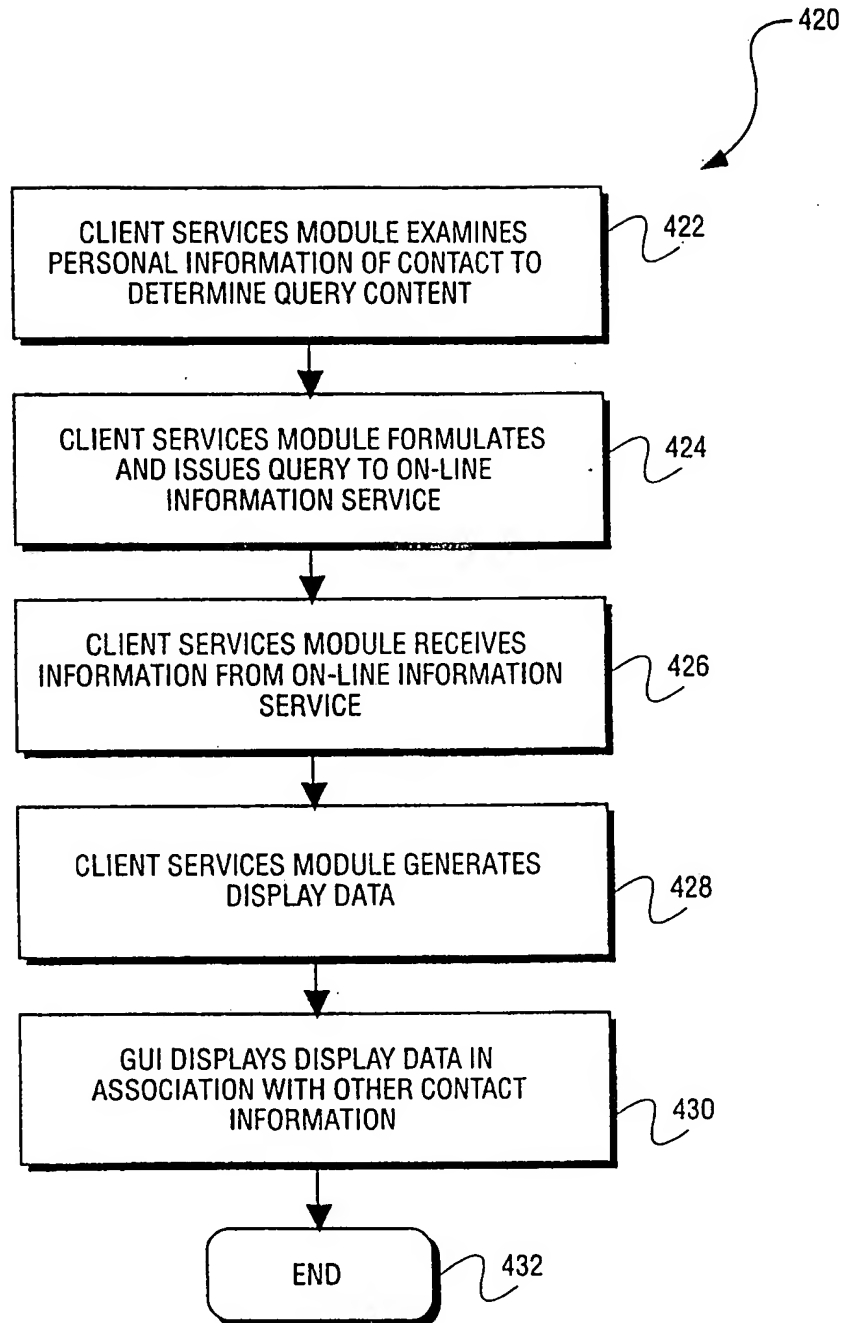 420
CLIENT SERVICES MODULE EXAMINES
PERSONAL INFORMATION OF CONTACT TO
DETERMINE QUERY CONTENT
422
CLIENT SERVICES MODULE FORMULATES
AND ISSUES QUERY TO ON-LINE
INFORMATION SERVICE
424
CLIENT SERVICES MODULE RECEIVES
INFORMATION FROM ON-LINE INFORMATION
SERVICE
426
CLIENT SERVICES MODULE GENERATES
DISPLAY DATA
428
GUI DISPLAYS DISPLAY DATA IN
ASSOCIATION WITH OTHER CONTACT
INFORMATION
430
END
432